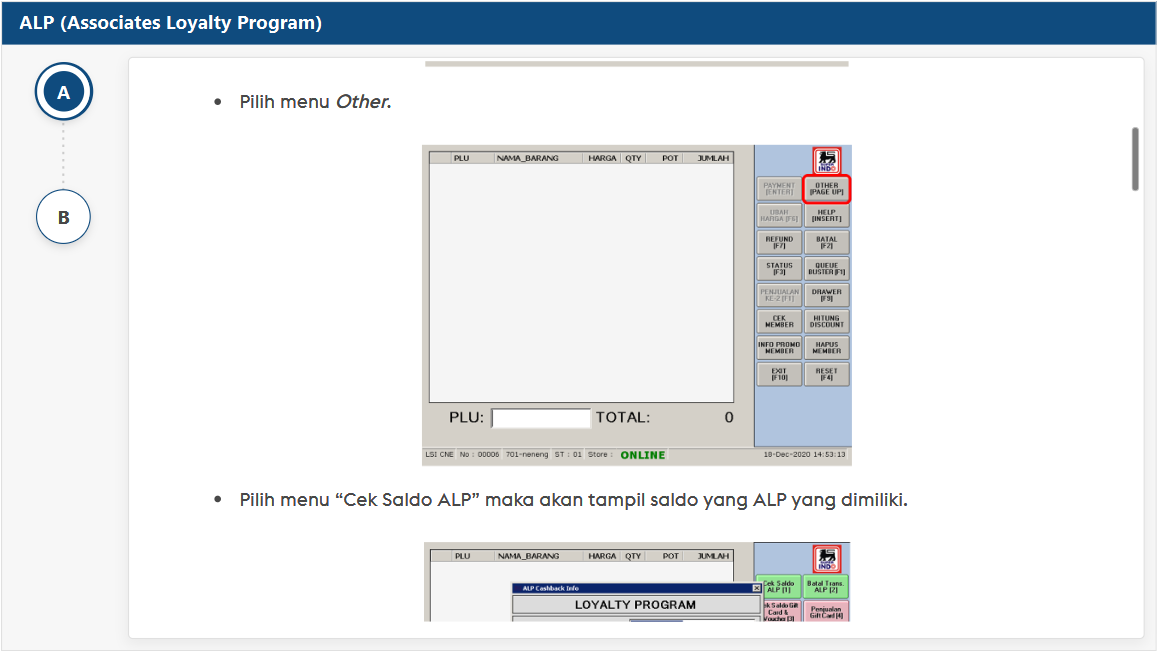 ALP (Associates Loyalty Program)
A
B
• Pilih menu Other.
PLU NAMA_BARANG HARGA QTY POT JUMLAH
INDO
PAYMENT [ENTER]
OTHER [PAGE UP]
UBAH HARGA [F6]
HELP [INSERT]
REFUND [F7]
BATAL [F2]
STATUS [F3]
QUEUE BUSTER [F1]
PENJUALAN KE-2 [F1]
DRAWER [F9]
CEK MEMBER
HITUNG DISCOUNT
INFO PROMO MEMBER
HAPUS MEMBER
EXIT [F10]
RESET [F4]
PLU: TOTAL: 0
LSI CNE No : 00006 701-neneng ST : 01 Store : ONLINE 18-Dec-2020 14:53:13
• Pilih menu “Cek Saldo ALP” maka akan tampil saldo yang ALP yang dimiliki.
PLU NAMA_BARANG HARGA QTY POT JUMLAH
INDO
ALP Cashback Info
LOYALTY PROGRAM
Cek Saldo ALP [1]
Batal Trans. ALP [2]
ek Saldo Gift Card & Voucher [3]
Penjualan Gift Card [4]